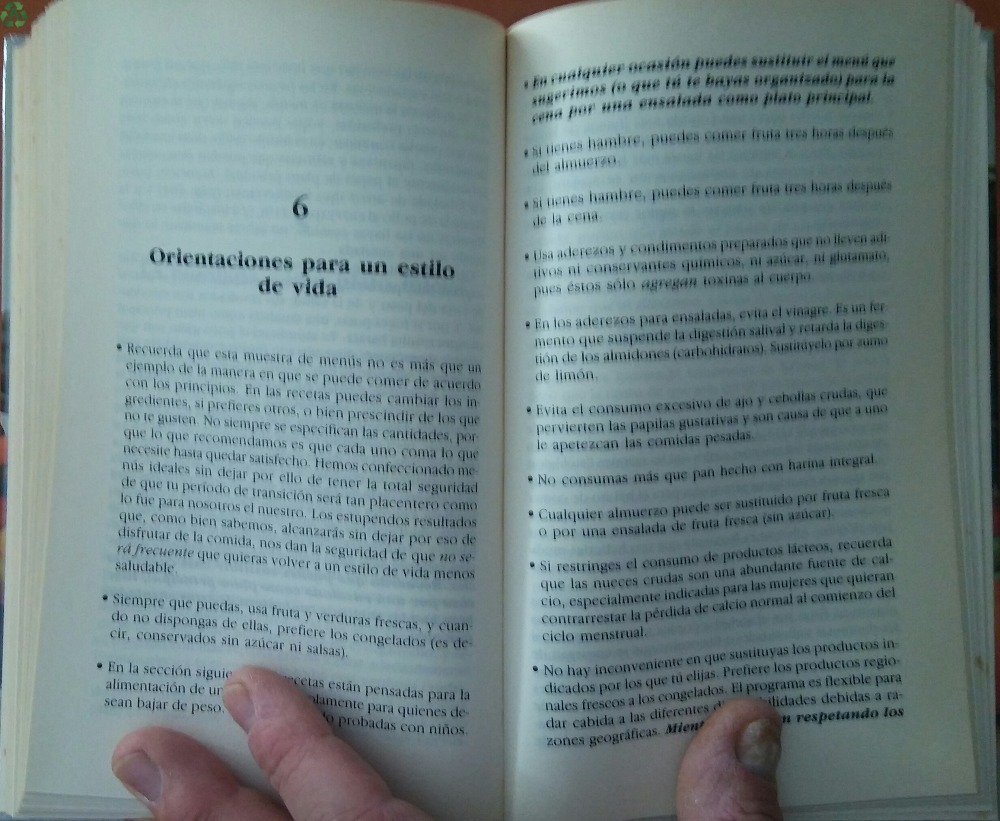 6
Orientaciones para un estilo
de vida
• Recuerda que esta muestra de menús no es más que un
ejemplo de la manera en que se puede comer de acuerdo
con los principios. En las recetas puedes cambiar los in-
gredientes, si prefieres otros, o bien prescindir de los que
no te gusten. No siempre se especifican las cantidades, por-
que lo que recomendamos es que cada uno coma lo que
necesite hasta quedar satisfecho. Hemos confeccionado me-
nús ideales sin dejar por ello de tener la total seguridad
de que tu período de transición será tan placentero como
lo fue para nosotros el nuestro. Los estupendos resultados
que, como bien sabemos, alcanzarás sin dejar por eso de
disfrutar de la comida, nos dan la seguridad de que no se-
rá frecuente que quieras volver a un estilo de vida menos
saludable.
• Siempre que puedas, usa fruta y verduras frescas, y cuan-
do no dispongas de ellas, prefiere los congelados (es de-
cir, conservados sin azúcar ni salsas).
• En la sección recetas están pensadas para la
alimentación de para quienes de-
sean bajar de peso. probadas con niños.
• En cualquier ocasión puedes sustituir el menú que
sugerimos (o que tú te hayas organizado) para la
cena por una ensalada como plato principal.
• Si tienes hambre, puedes comer fruta tres horas después
del almuerzo.
• Si tienes hambre, puedes comer fruta tres horas después
de la cena.
• Usa aderezos y condimentos preparados que no lleven adi-
tivos ni conservantes químicos, ni azúcar, ni glutamato,
pues éstos sólo agregan toxinas al cuerpo.
• En los aderezos para ensaladas, evita el vinagre. Es un fer-
mento que suspende la digestión salival y retarda la diges-
tión de los almidones (carbohidratos). Sustitúyelo por zumo
de limón.
• Evita el consumo excesivo de ajo y cebollas crudas, que
pervierten las papilas gustativas y son causa de que a uno
le apetezcan las comidas pesadas.
• No consumas más que pan hecho con harina integral.
• Cualquier almuerzo puede ser sustituido por fruta fresca
o por una ensalada de fruta fresca (sin azúcar).
• Si restringes el consumo de productos lácteos, recuerda
que las nueces crudas son una abundante fuente de cal-
cio, especialmente indicadas para las mujeres que quieran
contrarrestar la pérdida de calcio normal al comienzo del
ciclo menstrual.
• No hay inconveniente en que sustituyas los productos in-
dicados por los que tú elijas. Prefiere los productos regio-
nales frescos a los congelados. El programa es flexible para
dar cabida a las diferentes debidas a ra-
zones geográficas. respetando los